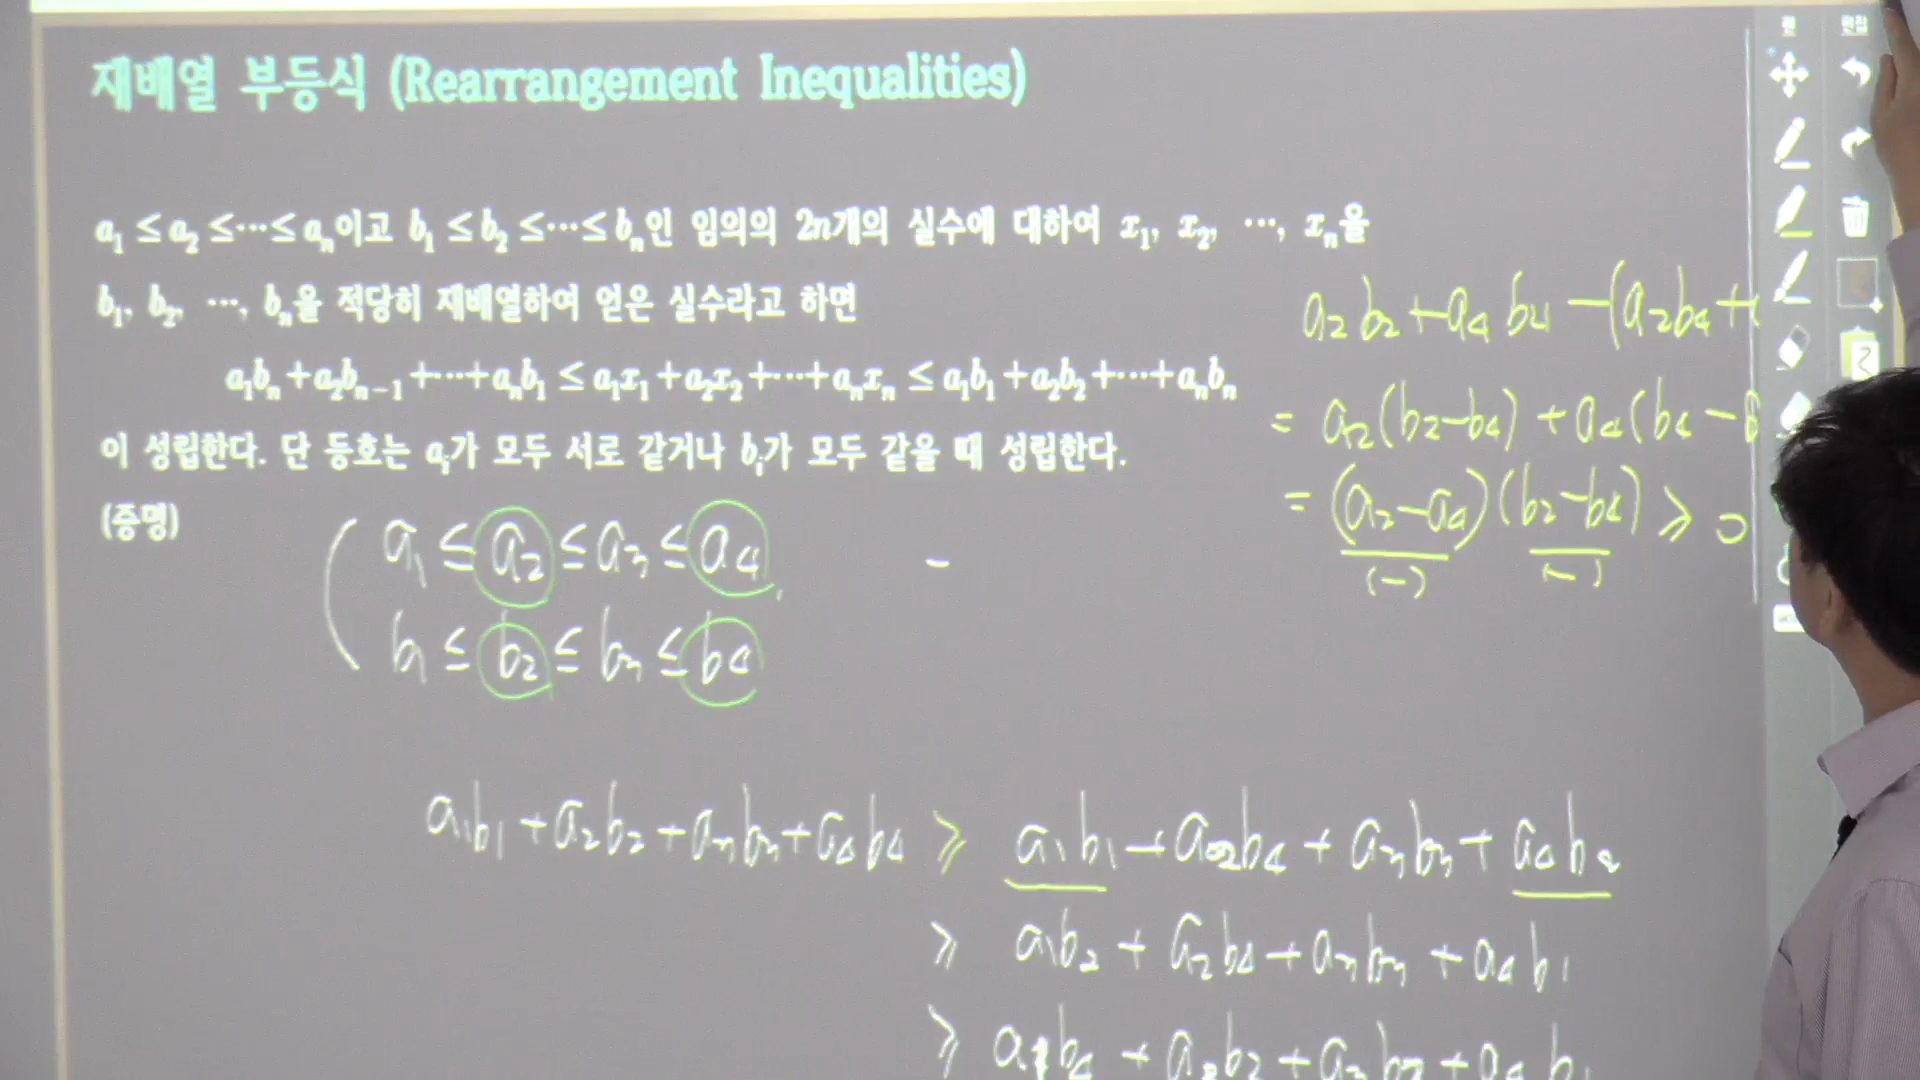 재배열 부등식 (Rearrangement Inequalities)
a₁ ≤ a₂ ≤ ⋯ ≤ aₙ이고 b₁ ≤ b₂ ≤ ⋯ ≤ bₙ인 임의의 2n개의 실수에 대하여 x₁, x₂, ⋯, xₙ을
b₁, b₂, ⋯, bₙ을 적당히 재배열하여 얻은 실수라고 하면
a₁bₙ + a₂bₙ₋₁ + ⋯ + aₙb₁ ≤ a₁x₁ + a₂x₂ + ⋯ + aₙxₙ ≤ a₁b₁ + a₂b₂ + ⋯ + aₙbₙ
이 성립한다. 단 등호는 aᵢ가 모두 서로 같거나 bᵢ가 모두 같을 때 성립한다.
(증명)
a₁ ≤ a₂ ≤ a₃ ≤ a₄
b₁ ≤ b₂ ≤ b₃ ≤ b₄
a₂b₂ + a₄b₄ − (a₂b₄ +
= a₂(b₂−b₄) + a₄(b₄ −
= (a₂−a₄)(b₂−b₄) ≥ 0
(−) (−)
a₁b₁ + a₂b₂ + a₃b₃ + a₄b₄ ≥ a₁b₁ + a₂b₄ + a₃b₃ + a₄b₂
≥ a₁b₂ + a₂b₄ + a₃b₃ + a₄b₁
≥ a₁b₄ + a₂b₂ + a₃b₃ + a₄b₁
펜
편집